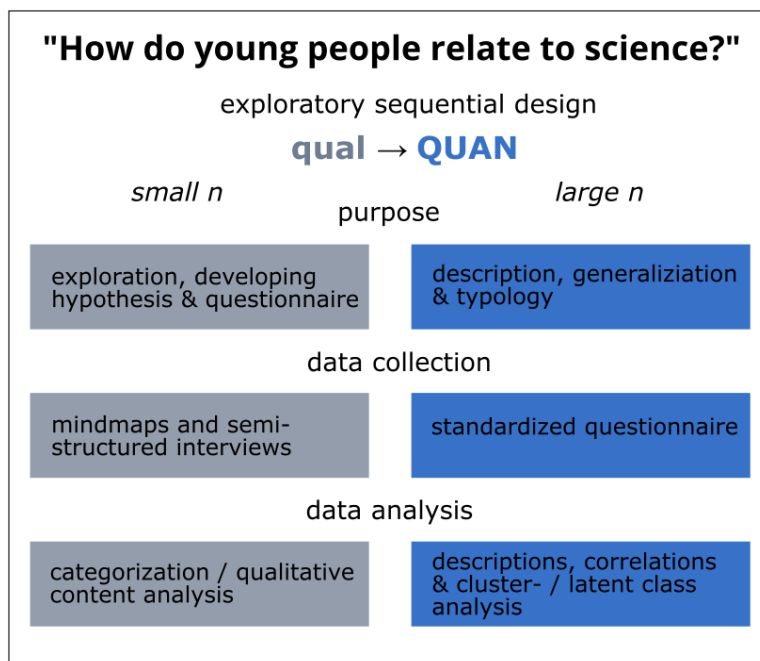 "How do young people relate to science?"
exploratory sequential design
qual → QUAN
small n
large n
purpose
exploration, developing
hypothesis & questionnaire
description, generaliziation
& typology
data collection
mindmaps and semi-
structured interviews
standardized questionnaire
data analysis
categorization / qualitative
content analysis
descriptions, correlations
& cluster- / latent class
analysis